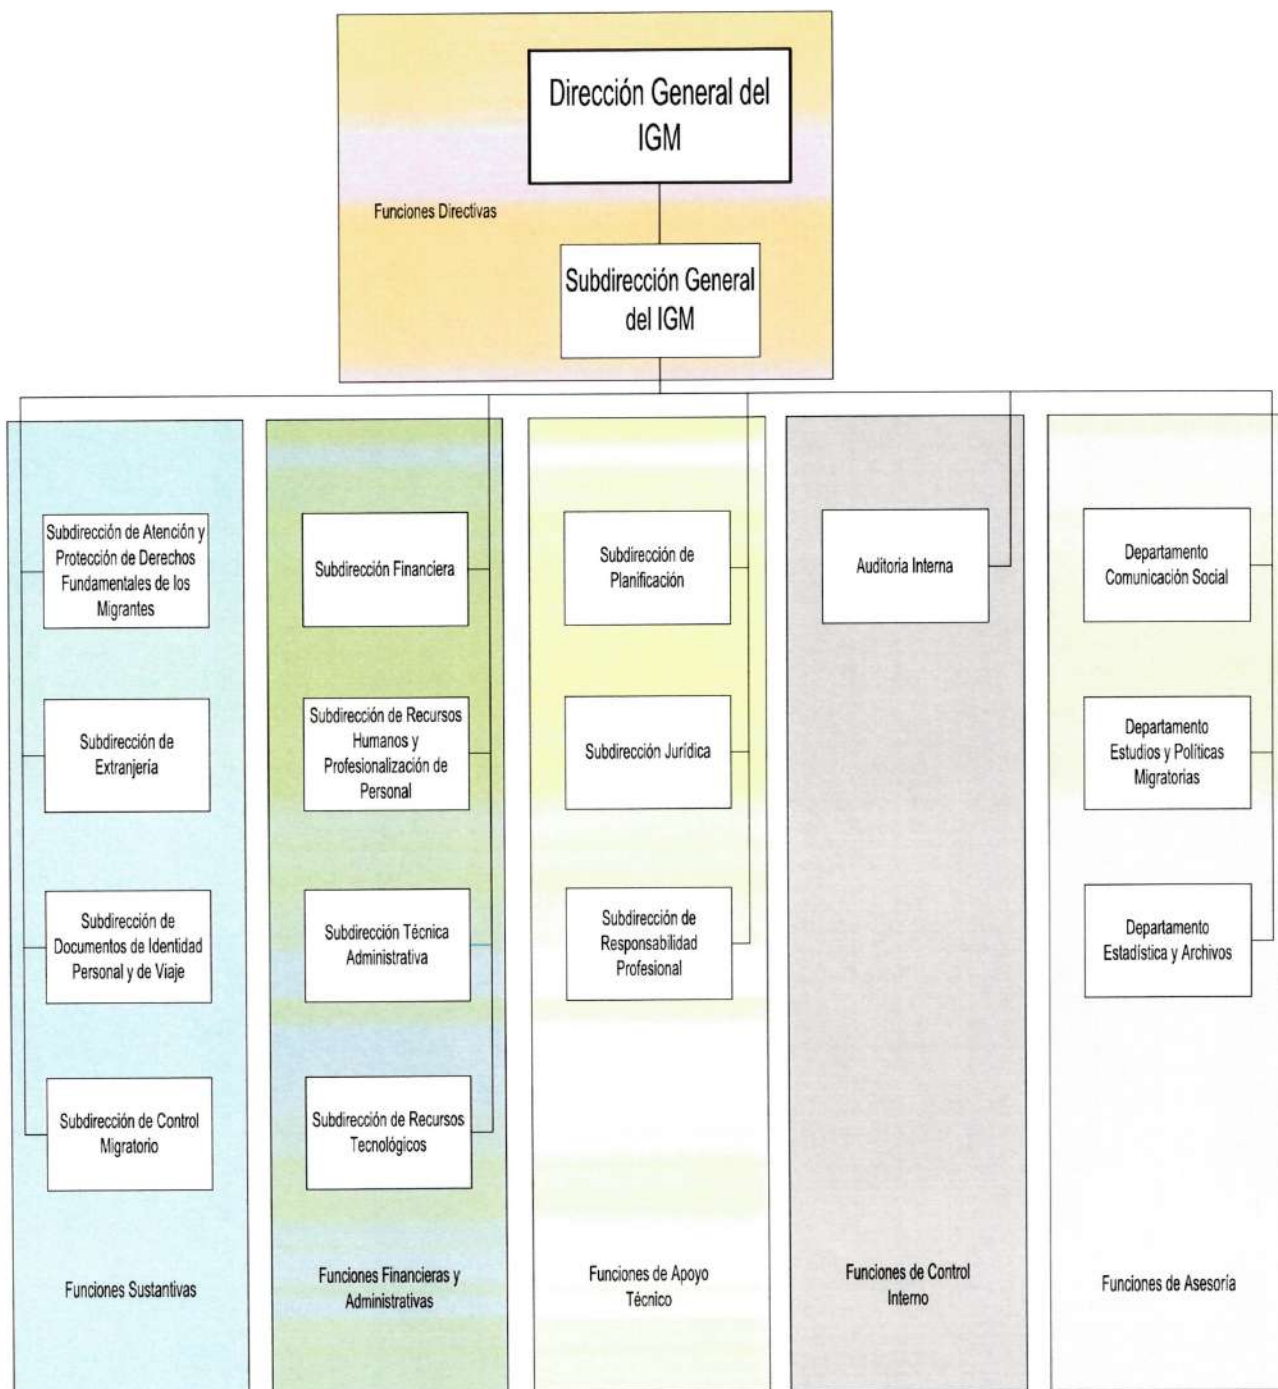 Dirección General del
IGM
Funciones Directivas
Subdirección General
del IGM
Subdirección de Atención y
Protección de Derechos
Fundamentales de los
Migrantes
Subdirección de
Extranjería
Subdirección de
Documentos de Identidad
Personal y de Viaje
Subdirección de Control
Migratorio
Funciones Sustantivas
Subdirección Financiera
Subdirección de Recursos
Humanos y
Profesionalización de
Personal
Subdirección Técnica
Administrativa
Subdirección de Recursos
Tecnológicos
Funciones Financieras y
Administrativas
Subdirección de
Planificación
Subdirección Jurídica
Subdirección de
Responsabilidad
Profesional
Funciones de Apoyo
Técnico
Auditoria Interna
Funciones de Control
Interno
Departamento
Comunicación Social
Departamento
Estudios y Políticas
Migratorias
Departamento
Estadística y Archivos
Funciones de Asesoría